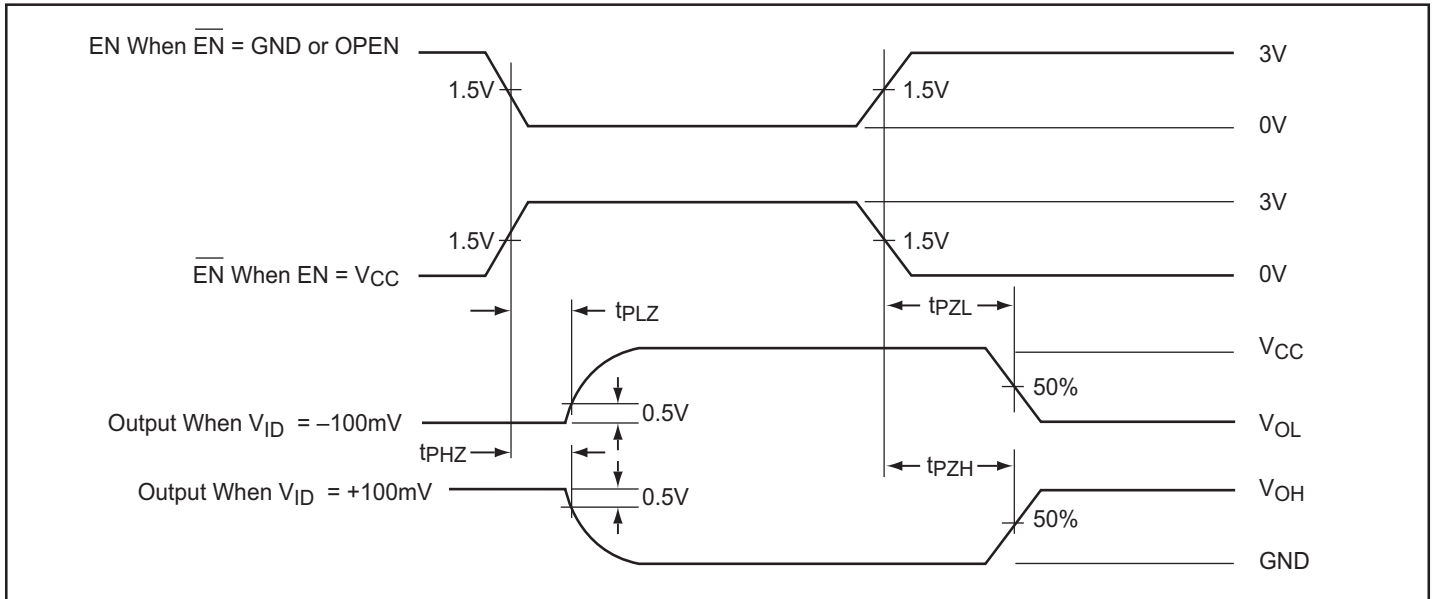 EN When E̅N̅ = GND or OPEN
3V
1.5V
1.5V
0V
3V
1.5V
1.5V
E̅N̅ When EN = VCC
0V
tPLZ
tPZL
VCC
50%
0.5V
Output When VID = –100mV
VOL
tPHZ
tPZH
Output When VID = +100mV
0.5V
VOH
50%
GND